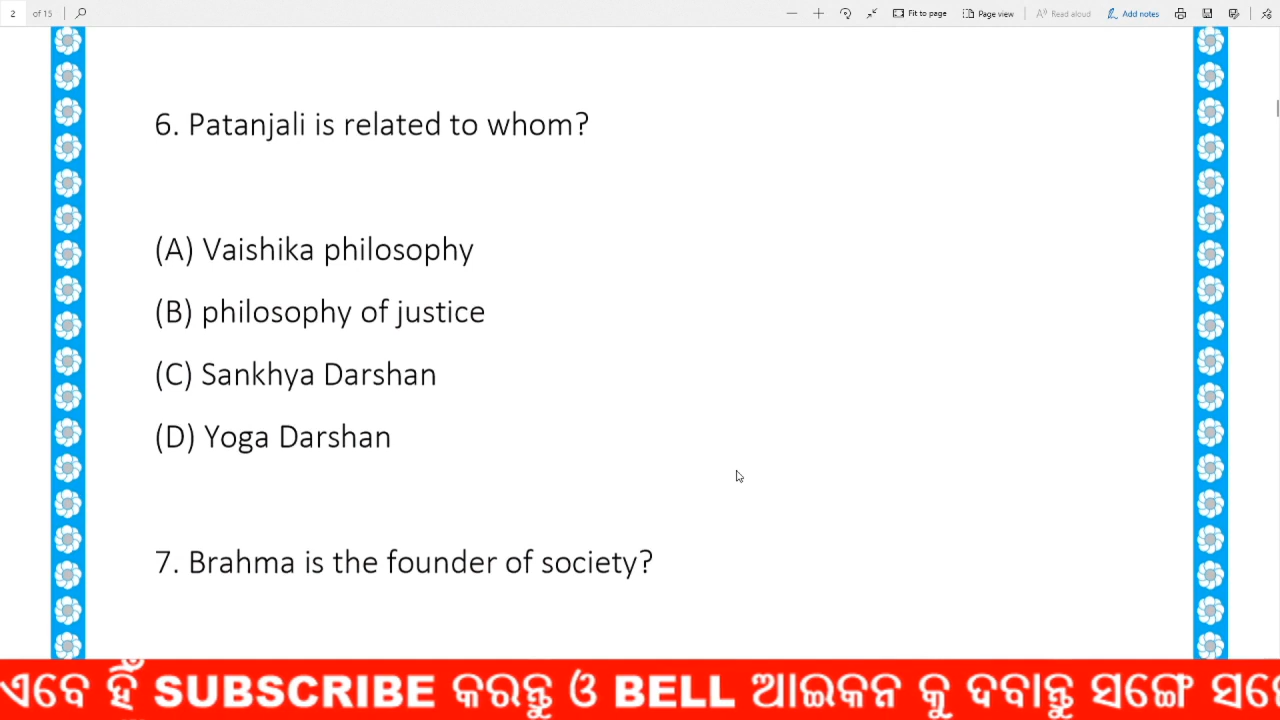 2 of 15 Fit to page Page view Read aloud Add notes
6. Patanjali is related to whom?
(A) Vaishika philosophy
(B) philosophy of justice
(C) Sankhya Darshan
(D) Yoga Darshan
7. Brahma is the founder of society?
ଏବେ ହିଁ SUBSCRIBE କରନ୍ତୁ ଓ BELL ଆଇକନ କୁ ଦବାନ୍ତୁ ସଙ୍ଗେ